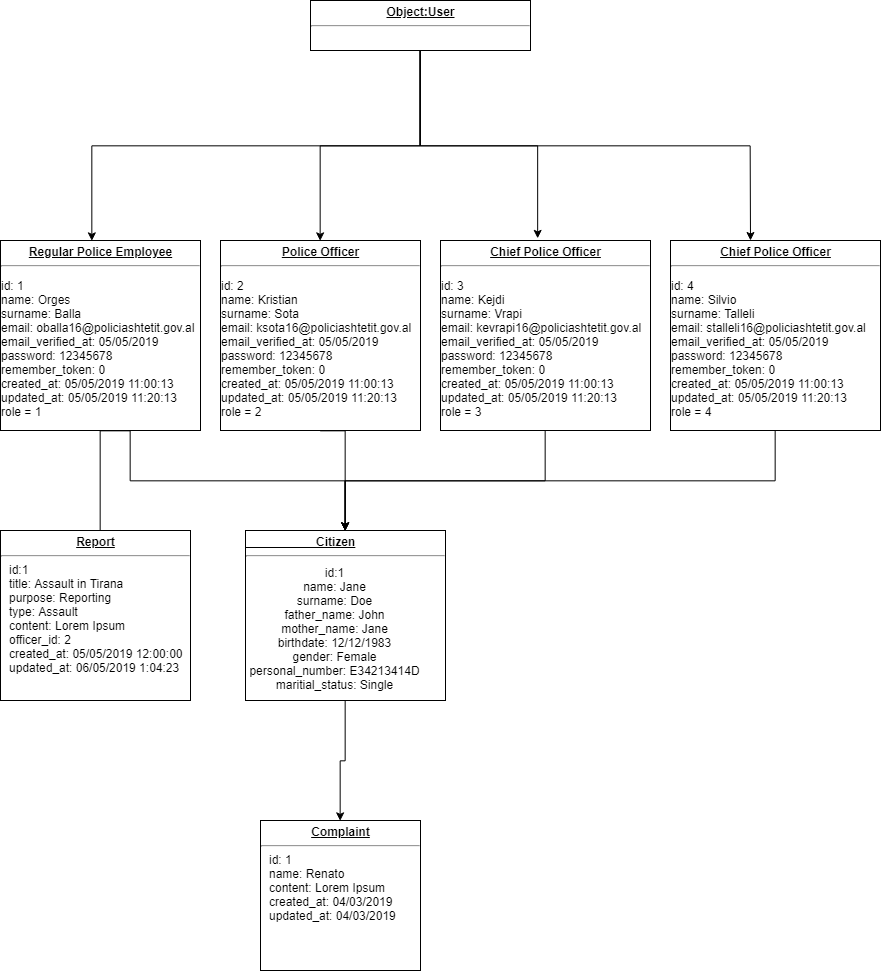 Object:User
Regular Police Employee
id: 1
name: Orges
surname: Balla
email: oballa16@policiashtetit.gov.al
email_verified_at: 05/05/2019
password: 12345678
remember_token: 0
created_at: 05/05/2019 11:00:13
updated_at: 05/05/2019 11:20:13
role = 1
Police Officer
id: 2
name: Kristian
surname: Sota
email: ksota16@policiashtetit.gov.al
email_verified_at: 05/05/2019
password: 12345678
remember_token: 0
created_at: 05/05/2019 11:00:13
updated_at: 05/05/2019 11:20:13
role = 2
Chief Police Officer
id: 3
name: Kejdi
surname: Vrapi
email: kevrapi16@policiashtetit.gov.al
email_verified_at: 05/05/2019
password: 12345678
remember_token: 0
created_at: 05/05/2019 11:00:13
updated_at: 05/05/2019 11:20:13
role = 3
Chief Police Officer
id: 4
name: Silvio
surname: Talleli
email: stalleli16@policiashtetit.gov.al
email_verified_at: 05/05/2019
password: 12345678
remember_token: 0
created_at: 05/05/2019 11:00:13
updated_at: 05/05/2019 11:20:13
role = 4
Report
id:1
title: Assault in Tirana
purpose: Reporting
type: Assault
content: Lorem Ipsum
officer_id: 2
created_at: 05/05/2019 12:00:00
updated_at: 06/05/2019 1:04:23
Citizen
id:1
name: Jane
surname: Doe
father_name: John
mother_name: Jane
birthdate: 12/12/1983
gender: Female
personal_number: E34213414D
maritial_status: Single
Complaint
id: 1
name: Renato
content: Lorem Ipsum
created_at: 04/03/2019
updated_at: 04/03/2019